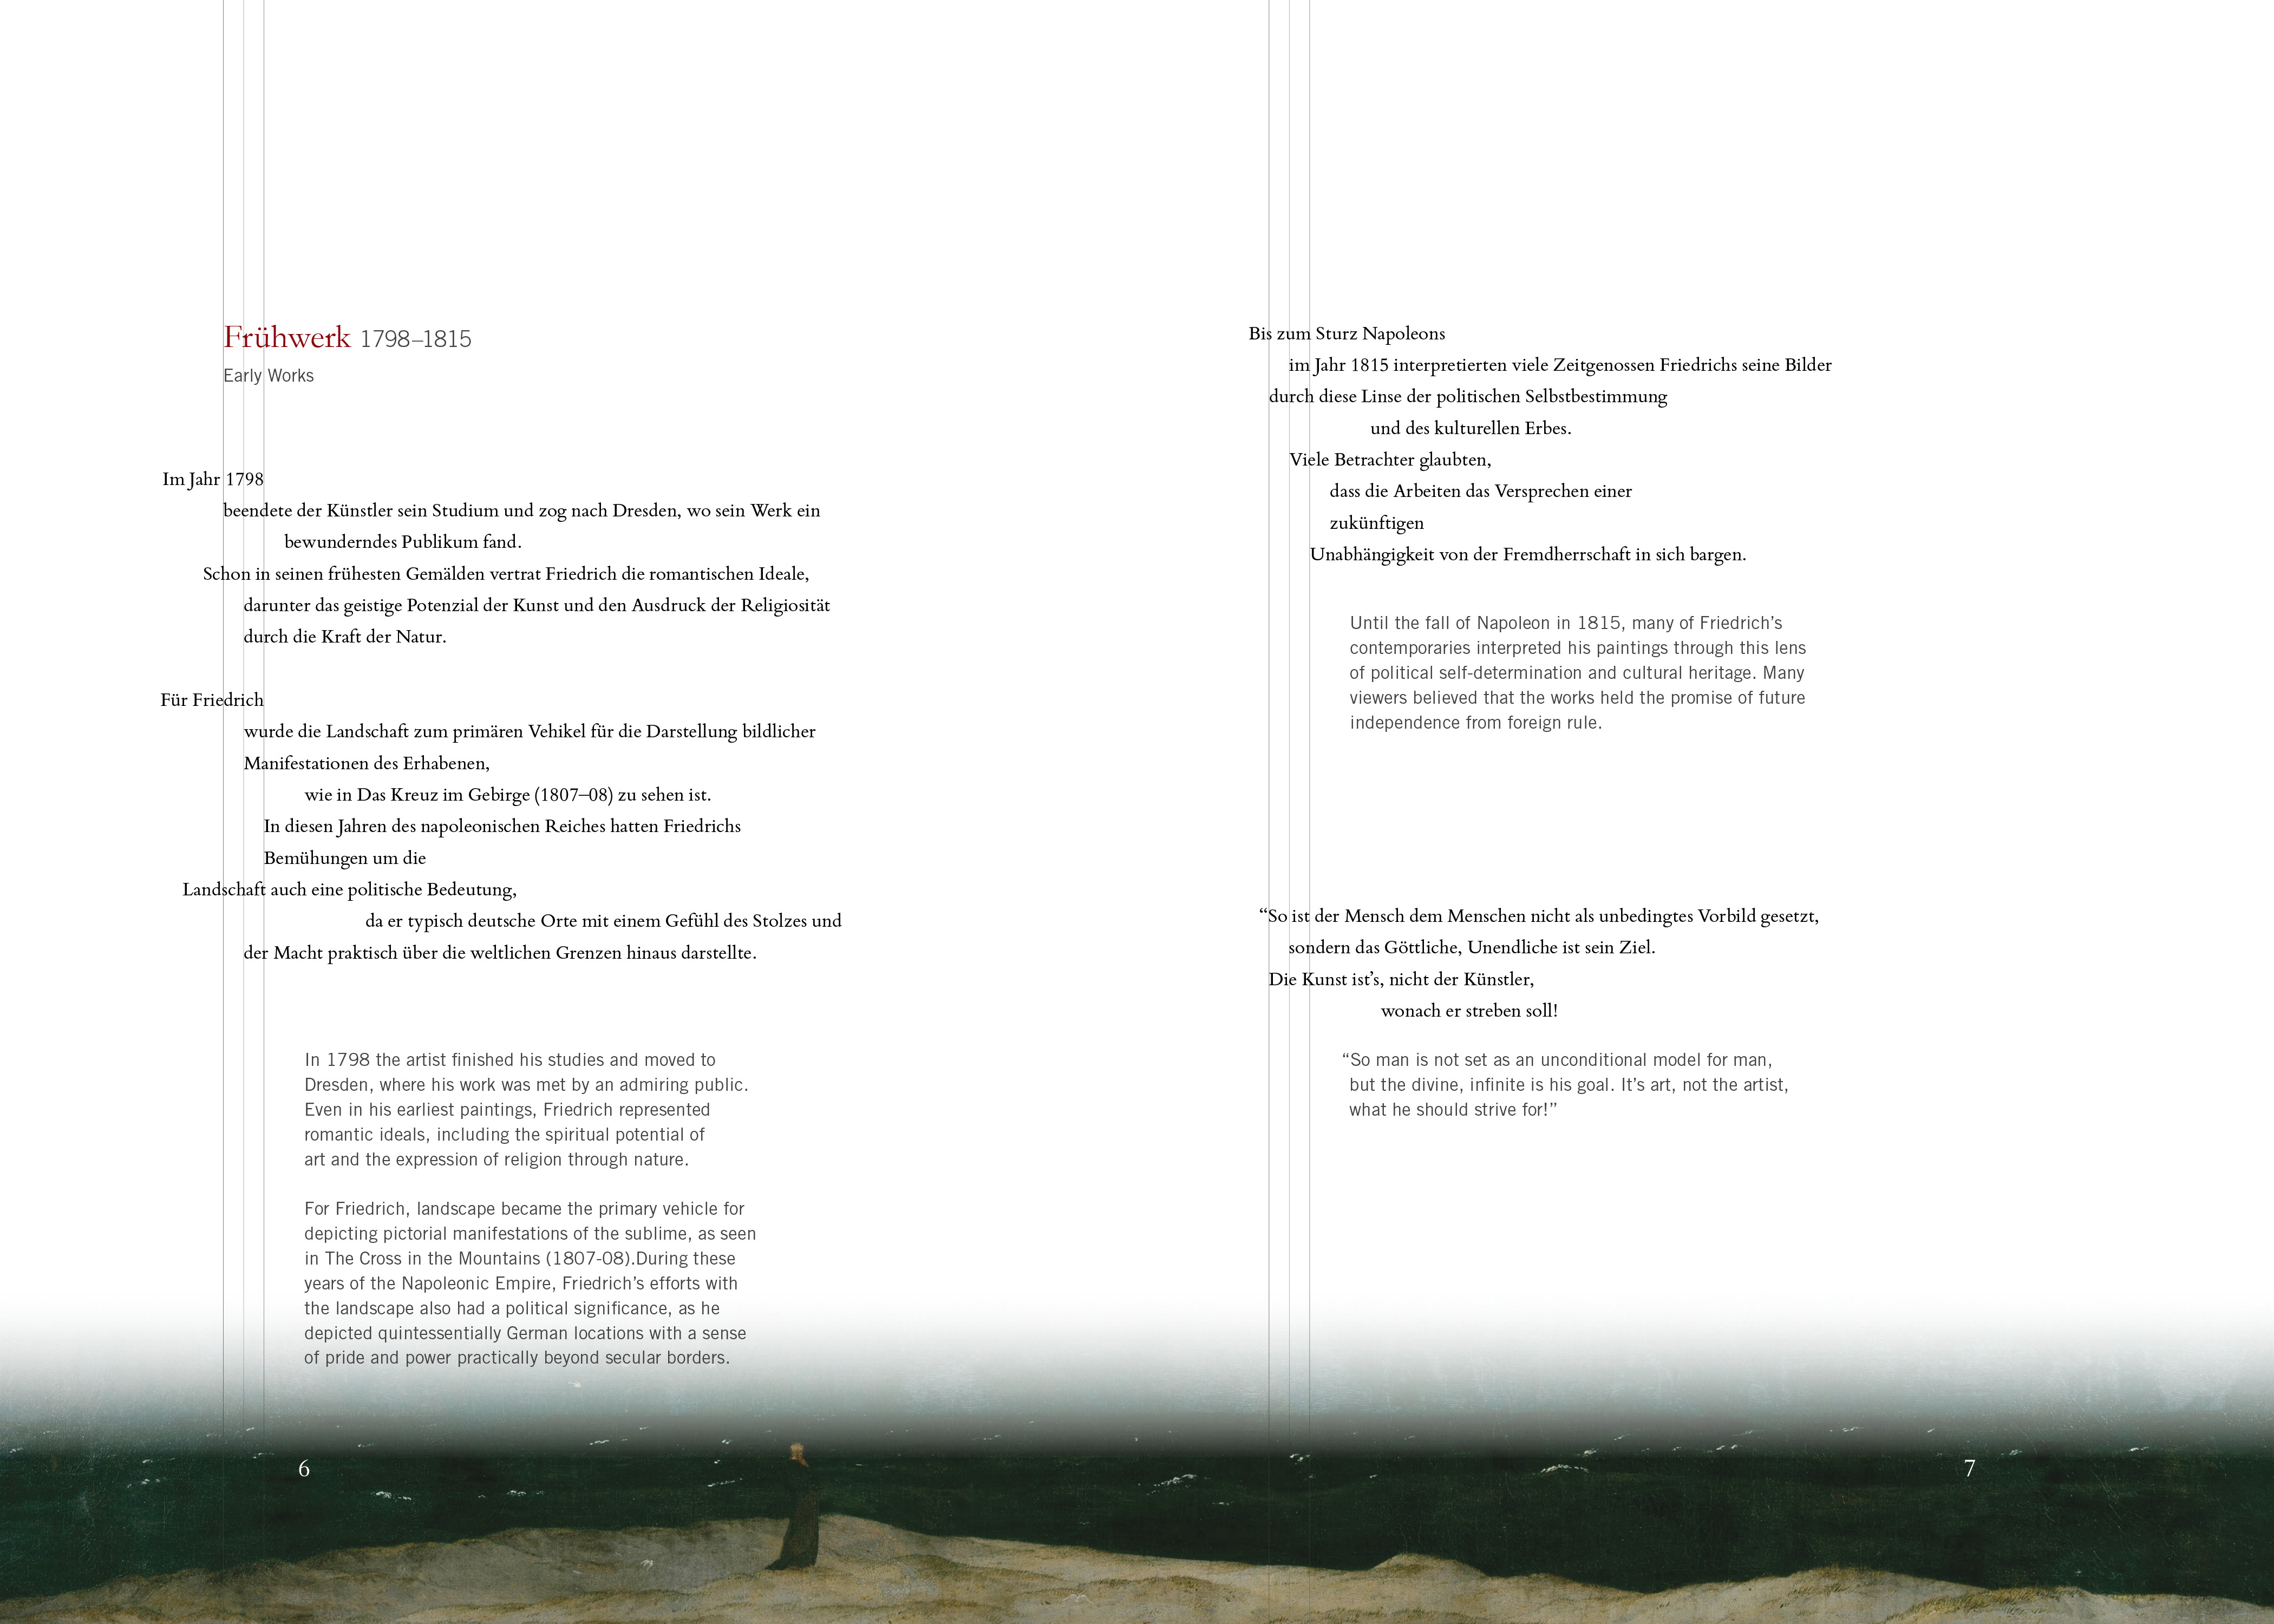 Frühwerk 1798–1815
Early Works
Im Jahr 1798
beendete der Künstler sein Studium und zog nach Dresden, wo sein Werk ein
bewunderndes Publikum fand.
Schon in seinen frühesten Gemälden vertrat Friedrich die romantischen Ideale,
darunter das geistige Potenzial der Kunst und den Ausdruck der Religiosität
durch die Kraft der Natur.
Für Friedrich
wurde die Landschaft zum primären Vehikel für die Darstellung bildlicher
Manifestationen des Erhabenen,
wie in Das Kreuz im Gebirge (1807–08) zu sehen ist.
In diesen Jahren des napoleonischen Reiches hatten Friedrichs
Bemühungen um die
Landschaft auch eine politische Bedeutung,
da er typisch deutsche Orte mit einem Gefühl des Stolzes und
der Macht praktisch über die weltlichen Grenzen hinaus darstellte.
In 1798 the artist finished his studies and moved to
Dresden, where his work was met by an admiring public.
Even in his earliest paintings, Friedrich represented
romantic ideals, including the spiritual potential of
art and the expression of religion through nature.
For Friedrich, landscape became the primary vehicle for
depicting pictorial manifestations of the sublime, as seen
in The Cross in the Mountains (1807-08).During these
years of the Napoleonic Empire, Friedrich’s efforts with
the landscape also had a political significance, as he
depicted quintessentially German locations with a sense
of pride and power practically beyond secular borders.
6
Bis zum Sturz Napoleons
im Jahr 1815 interpretierten viele Zeitgenossen Friedrichs seine Bilder
durch diese Linse der politischen Selbstbestimmung
und des kulturellen Erbes.
Viele Betrachter glaubten,
dass die Arbeiten das Versprechen einer
zukünftigen
Unabhängigkeit von der Fremdherrschaft in sich bargen.
Until the fall of Napoleon in 1815, many of Friedrich’s
contemporaries interpreted his paintings through this lens
of political self-determination and cultural heritage. Many
viewers believed that the works held the promise of future
independence from foreign rule.
“So ist der Mensch dem Menschen nicht als unbedingtes Vorbild gesetzt,
sondern das Göttliche, Unendliche ist sein Ziel.
Die Kunst ist’s, nicht der Künstler,
wonach er streben soll!
“So man is not set as an unconditional model for man,
but the divine, infinite is his goal. It’s art, not the artist,
what he should strive for!”
7